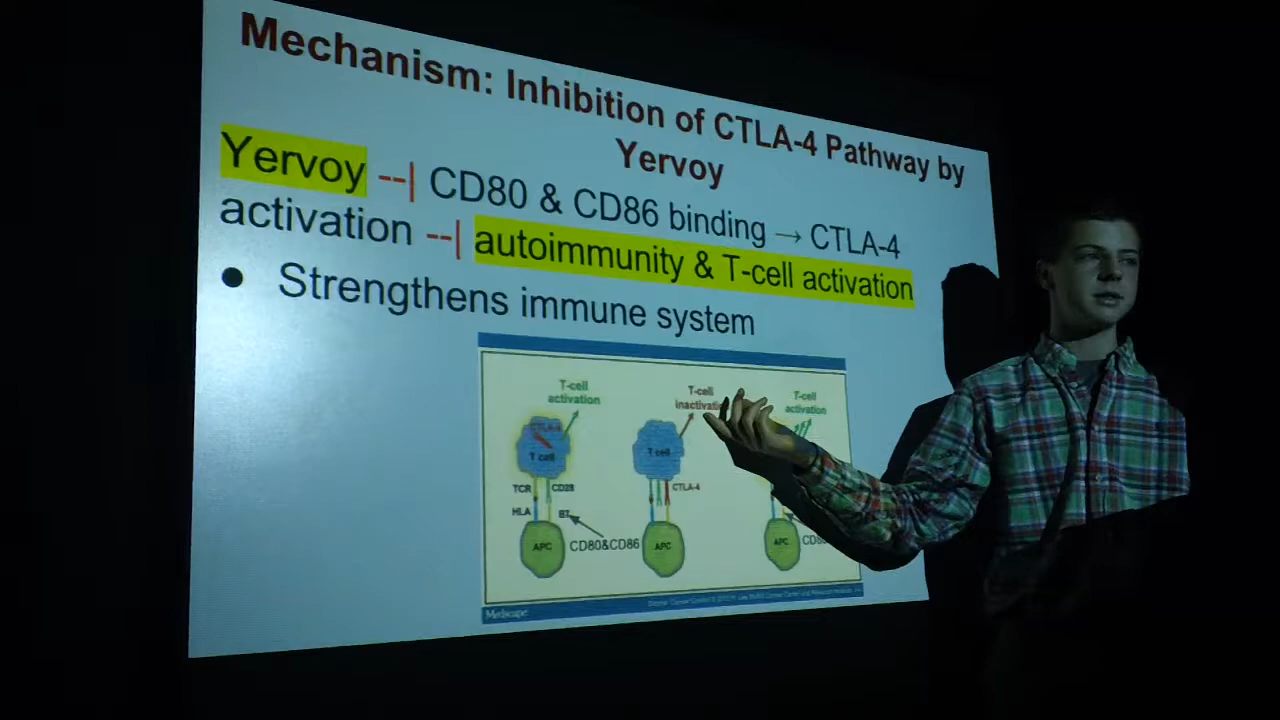 Mechanism: Inhibition of CTLA-4 Pathway by
Yervoy
Yervoy --| CD80 & CD86 binding → CTLA-4
activation --| autoimmunity & T-cell activation
● Strengthens immune system
T-cell
activation
T-cell
T-cell
activation
CTLA-4
T cell
T cell
TCR
CD28
CTLA-4
HLA
B7
CD80&CD86
APC
APC
APC
Medscape